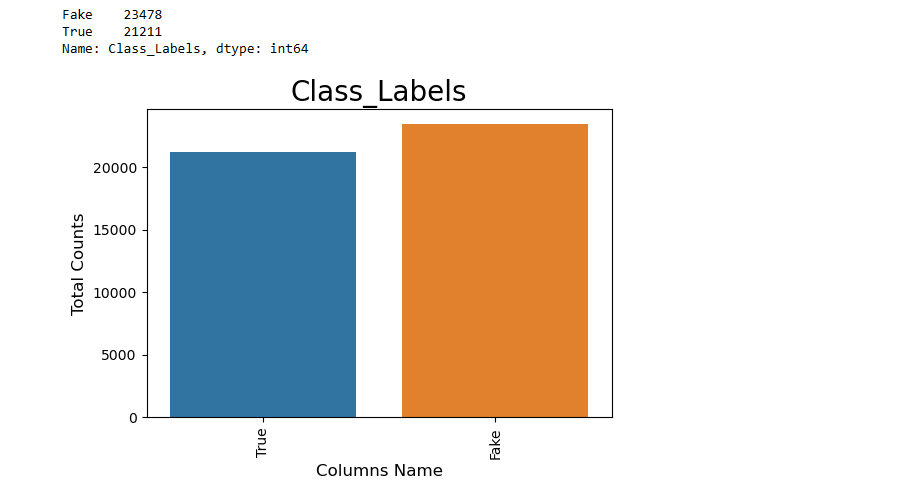 Fake    23478
True    21211
Name: Class_Labels, dtype: int64
Class_Labels
20000
15000
10000
5000
0
Total Counts
True
Fake
Columns Name